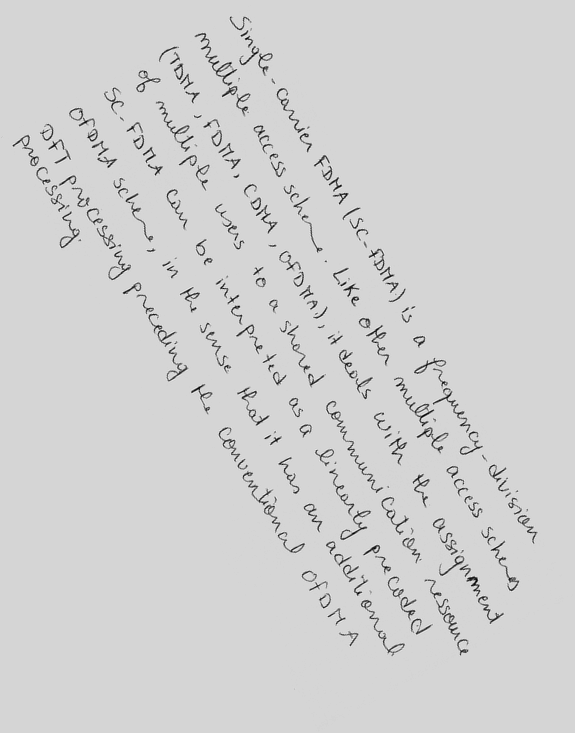 Single-carrier FDMA (SC-FDMA) is a frequency-division
multiple access scheme. Like other multiple access schemes
(TDMA, FDMA, CDMA, OFDMA), it deals with the assignment
of multiple users to a shared communication ressource
SC-FDMA can be interpreted as a linearly precoded
OFDMA scheme, in the sense that it has an additional
DFT processing preceding the conventional OFDMA
processing.